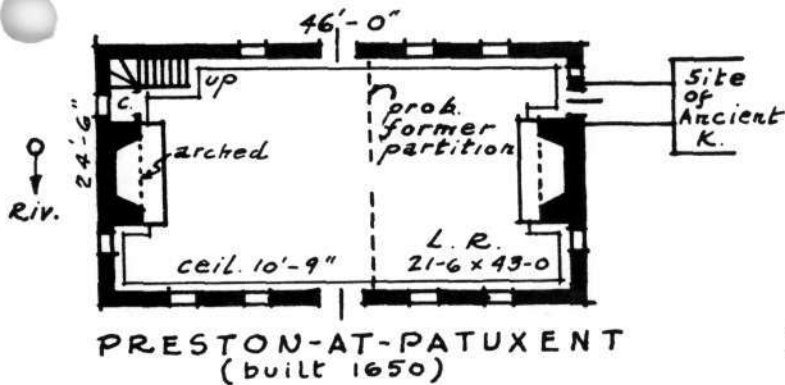 46'-0"
up
C.
24'-6"
arched
Riv.
prob.
former
partition
Site
of
Ancient
K.
L. R.
ceil. 10'-9"
21-6 x 43-0
PRESTON-AT-PATUXENT
(built 1650)